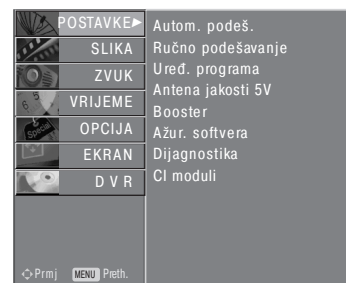 POSTAVKE
SLIKA
ZVUK
VRIJEME
OPCIJA
EKRAN
D V R
Prmj MENU Preth.
Autom. podeš.
Ručno podešavanje
Uređ. programa
Antena jakosti 5V
Booster
Ažur. softvera
Dijagnostika
CI moduli